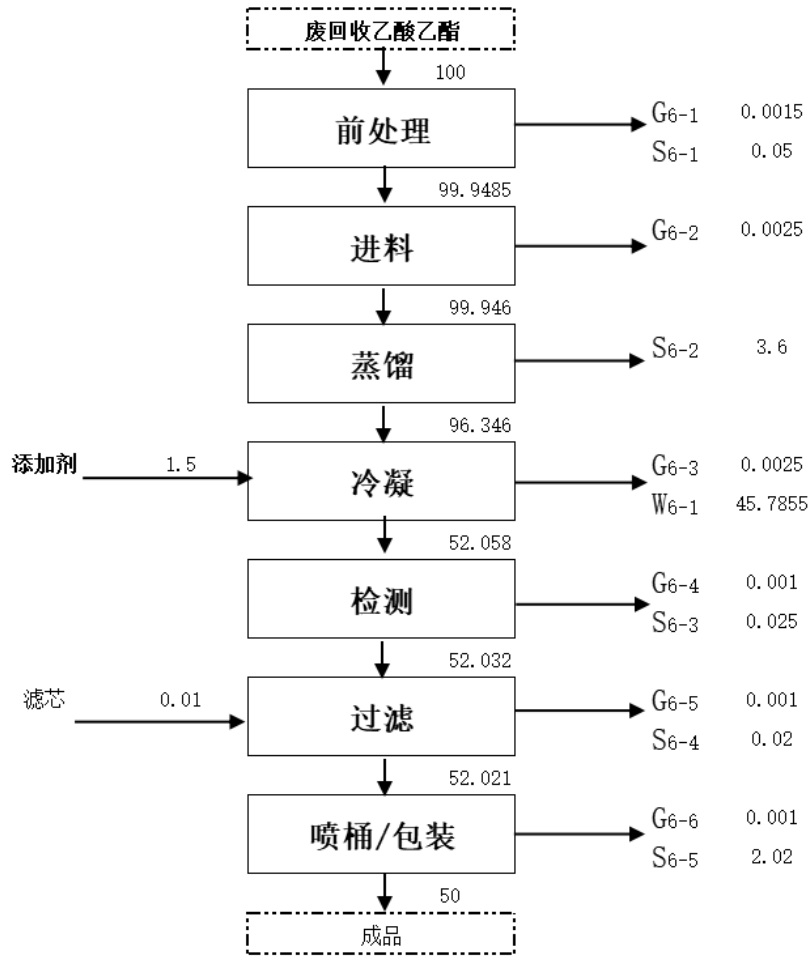 废回收乙酸乙酯
100
前处理
G6-1 0.0015
S6-1 0.05
99.9485
进料
G6-2 0.0025
99.946
蒸馏
S6-2 3.6
96.346
添加剂 1.5
冷凝
G6-3 0.0025
W6-1 45.7855
52.058
检测
G6-4 0.001
S6-3 0.025
52.032
滤芯 0.01
过滤
G6-5 0.001
S6-4 0.02
52.021
喷桶/包装
G6-6 0.001
S6-5 2.02
50
成品